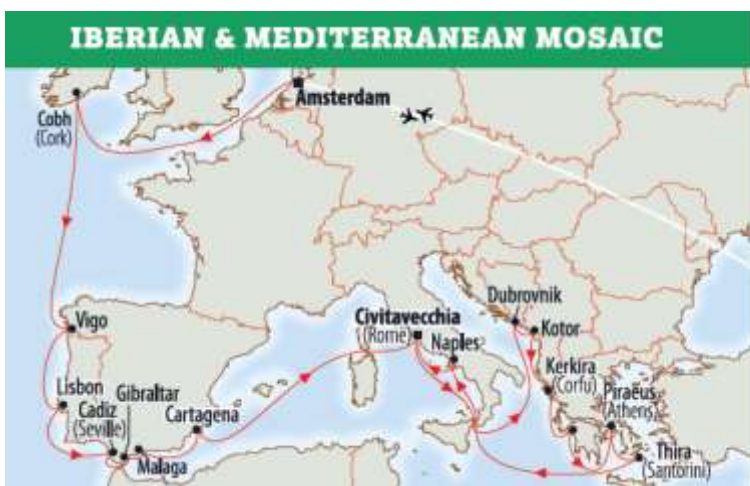 IBERIAN & MEDITERRANEAN MOSAIC
Amsterdam
Cobh
(Cork)
Vigo
Lisbon
Cadiz
(Seville)
Gibraltar
Malaga
Cartagena
Civitavecchia
(Rome)
Naples
Dubrovnik
Kotor
Kerkira
(Corfu)
Piraëus
(Athens)
Thira
(Santorini)